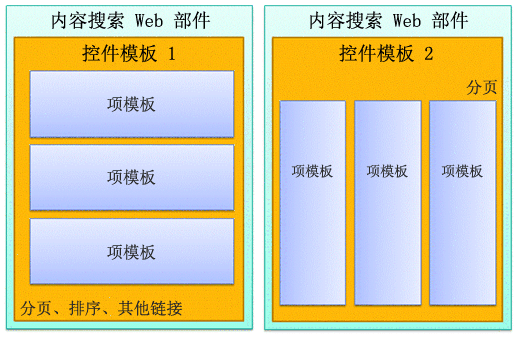 内容搜索 Web 部件
控件模板 1
项模板
项模板
项模板
分页、排序、其他链接
内容搜索 Web 部件
控件模板 2
分页
项模板 项模板 项模板